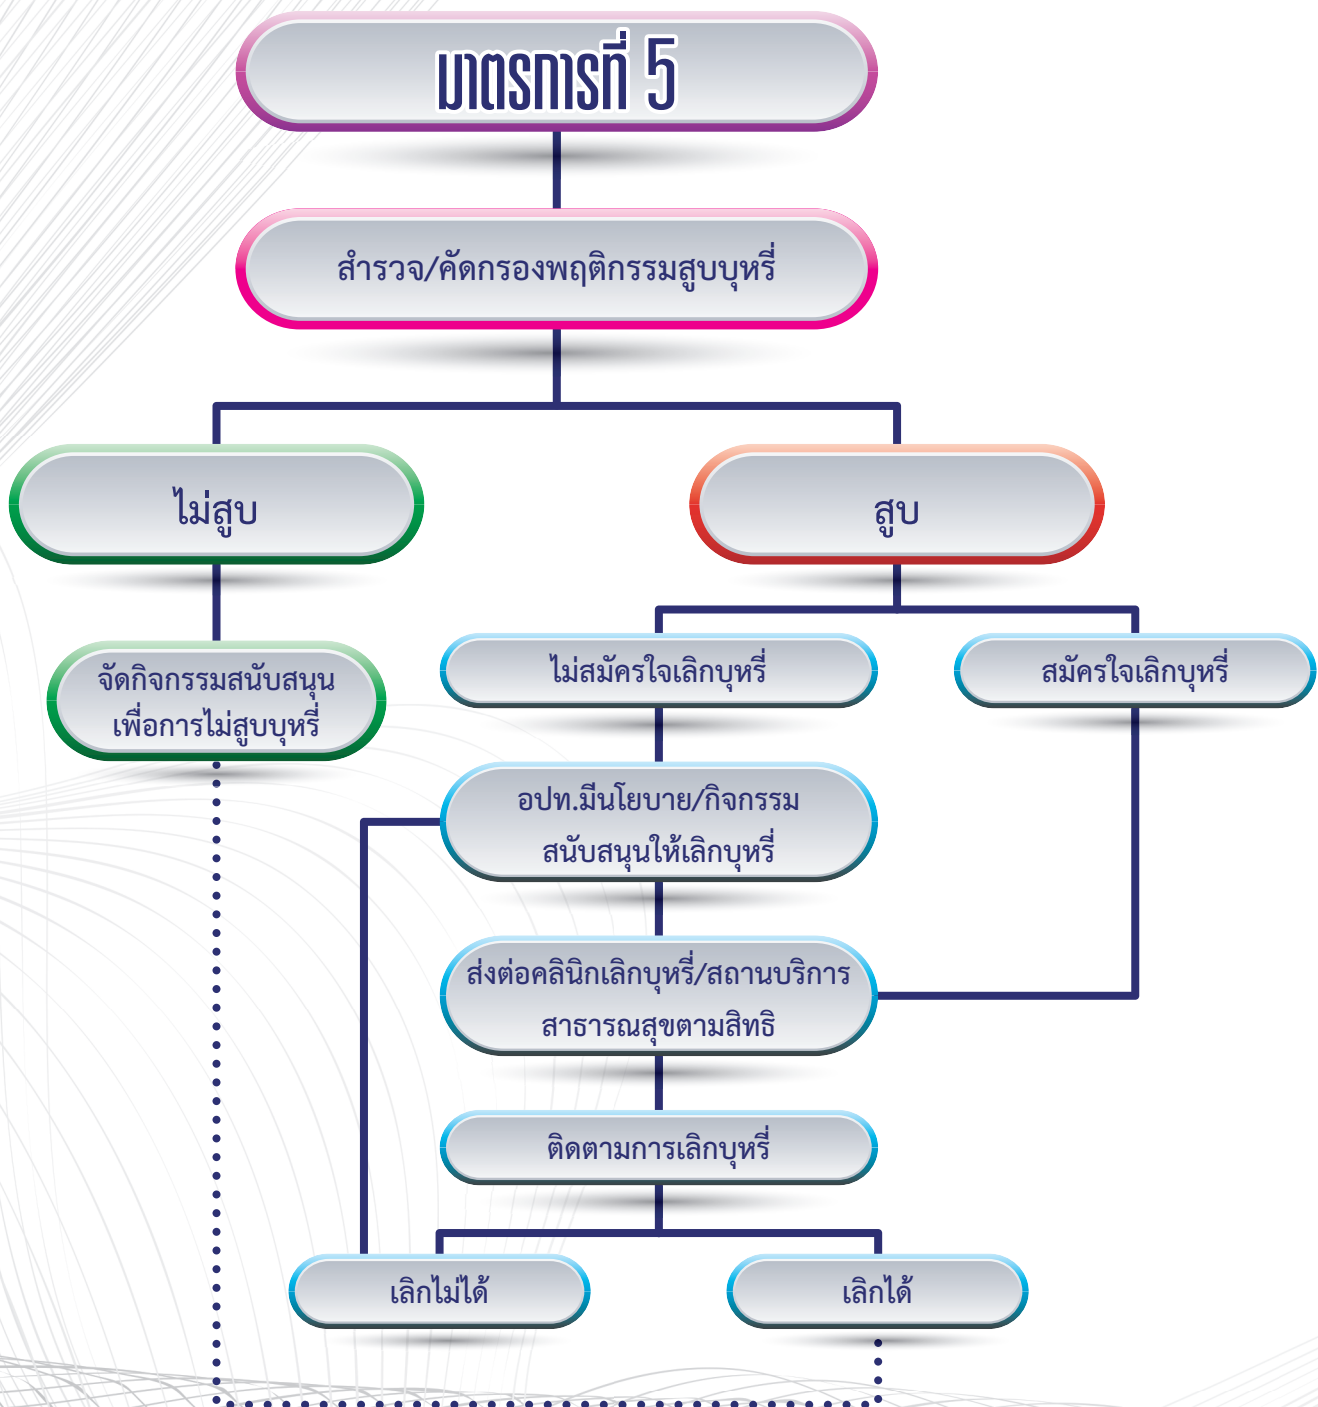 มาตรการที่ 5
สำรวจ/คัดกรองพฤติกรรมสูบบุหรี่
ไม่สูบ
สูบ
จัดกิจกรรมสนับสนุน
เพื่อการไม่สูบบุหรี่
ไม่สมัครใจเลิกบุหรี่
สมัครใจเลิกบุหรี่
อปท.มีนโยบาย/กิจกรรม
สนับสนุนให้เลิกบุหรี่
ส่งต่อคลินิกเลิกบุหรี่/สถานบริการ
สาธารณสุขตามสิทธิ
ติดตามการเลิกบุหรี่
เลิกไม่ได้
เลิกได้